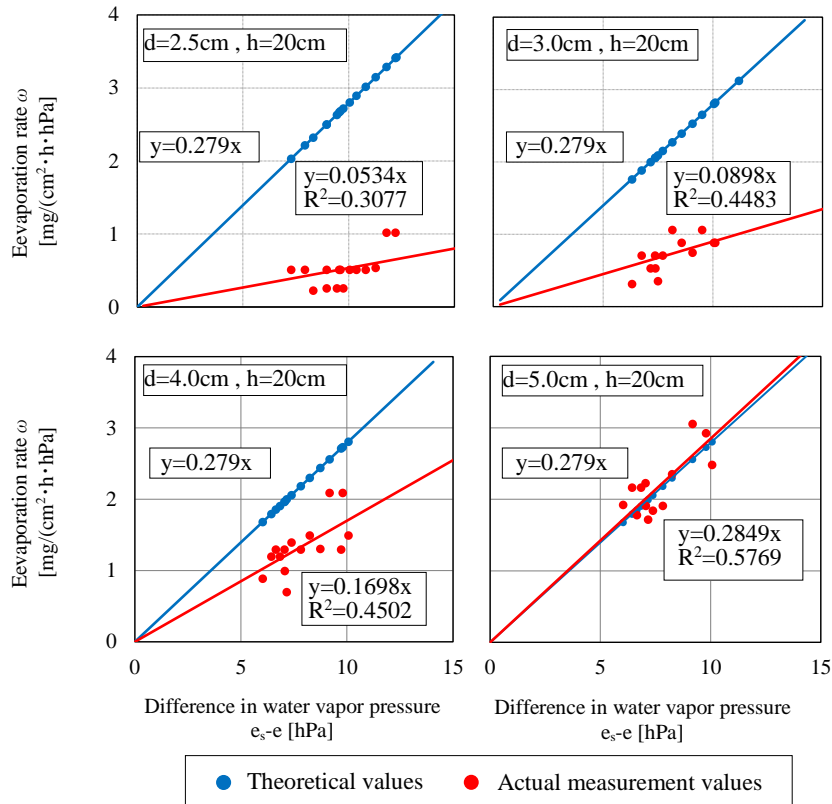 4
3
2
1
0
Eevaporation rate ω
[mg/(cm²・h・hPa]
d=2.5cm , h=20cm
y=0.279x
y=0.0534x
R²=0.3077
d=3.0cm , h=20cm
y=0.279x
y=0.0898x
R²=0.4483
4
3
2
1
0
Eevaporation rate ω
[mg/(cm²・h・hPa]
d=4.0cm , h=20cm
y=0.279x
y=0.1698x
R²=0.4502
0 5 10 15
Difference in water vapor pressure
eₛ-e [hPa]
d=5.0cm , h=20cm
y=0.279x
y=0.2849x
R²=0.5769
0 5 10 15
Difference in water vapor pressure
eₛ-e [hPa]
Theoretical values
Actual measurement values